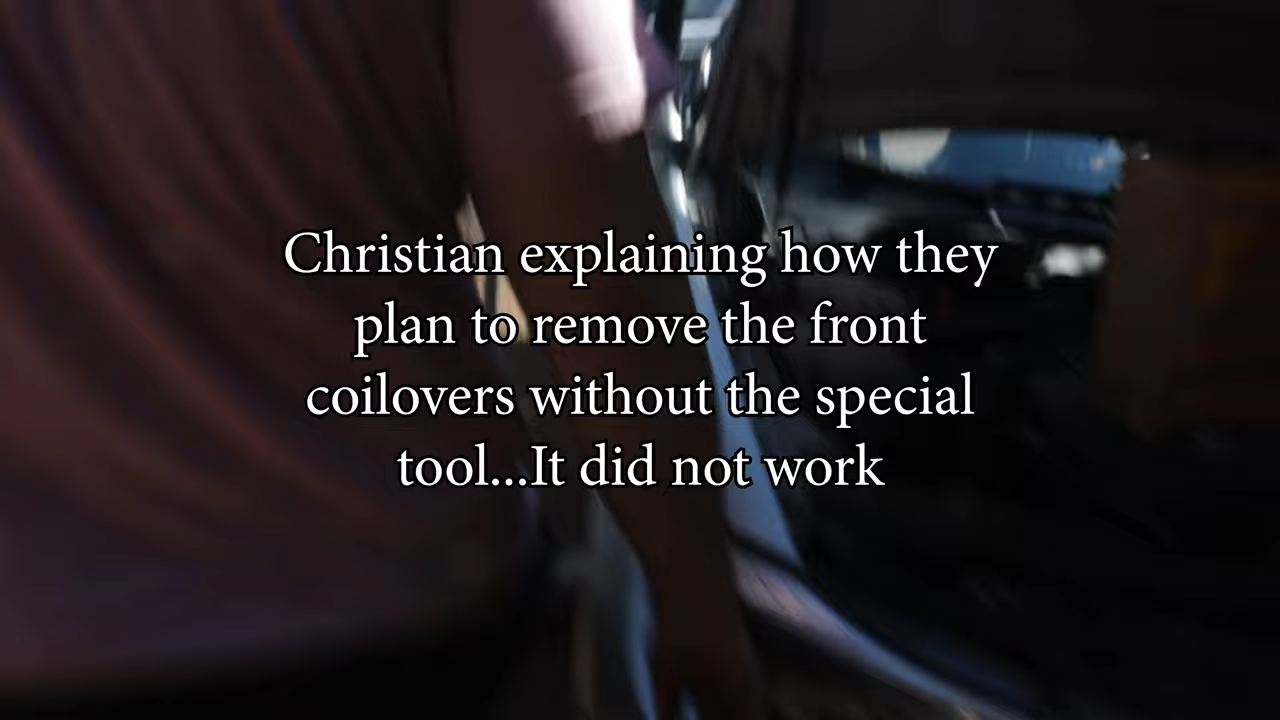 Christian explaining how they
plan to remove the front
coilovers without the special
tool...It did not work